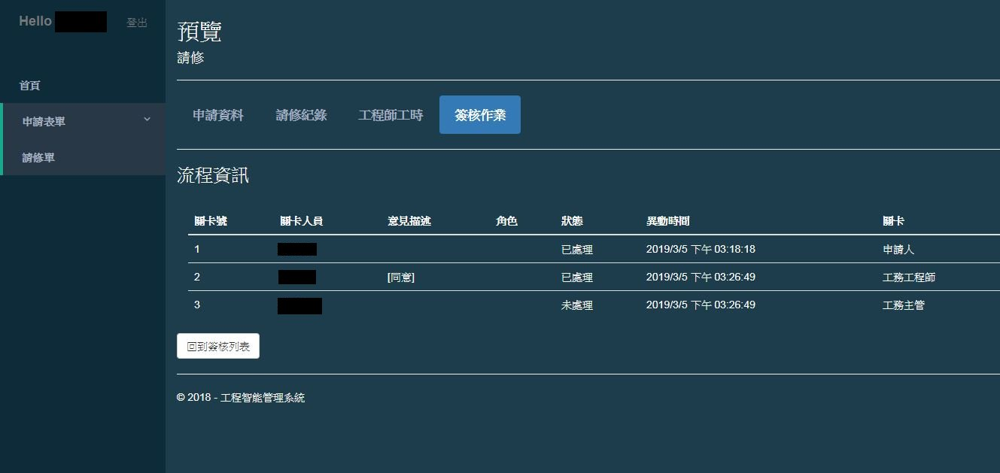 Hello 登出
首頁
申請表單
請修單
預覽
請修
申請資料 請修紀錄 工程師工時 簽核作業
流程資訊
關卡號 關卡人員 意見描述 角色 狀態 異動時間 關卡
1 已處理 2019/3/5 下午 03:18:18 申請人
2 [同意] 已處理 2019/3/5 下午 03:26:49 工務工程師
3 未處理 2019/3/5 下午 03:26:49 工務主管
回到簽核列表
© 2018 - 工程智能管理系統